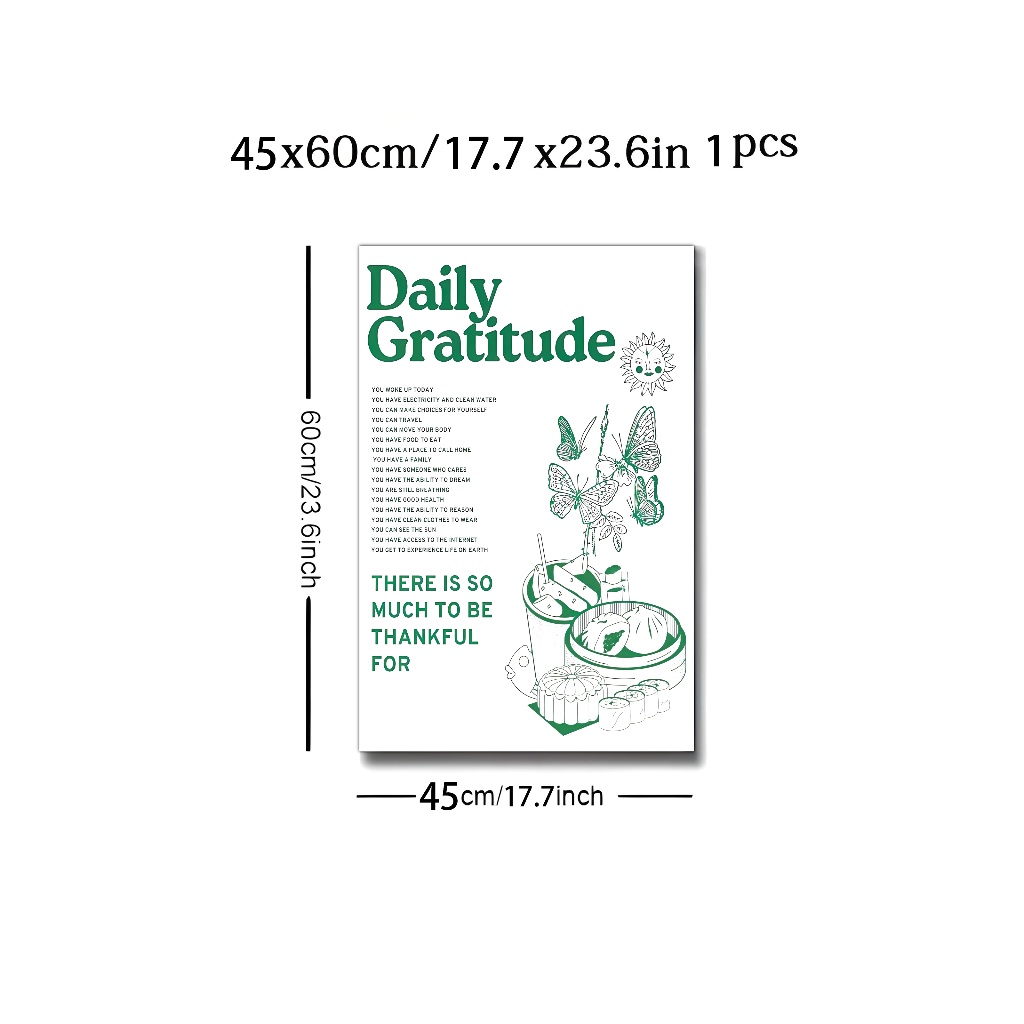 45x60cm/17.7 x23.6in 1pcs
60cm/23.6inch
Daily
Gratitude
YOU WOKE UP TODAY
YOU HAVE ELECTRICITY AND CLEAN WATER
YOU CAN MAKE CHOICES FOR YOURSELF
YOU CAN TRAVEL
YOU CAN MOVE YOUR BODY
YOU HAVE FOOD TO EAT
YOU HAVE A PLACE TO CALL HOME
YOU HAVE A FAMILY
YOU HAVE SOMEONE WHO CARES
YOU HAVE THE ABILITY TO DREAM
YOU ARE STILL BREATHING
YOU HAVE GOOD HEALTH
YOU HAVE THE ABILITY TO REASON
YOU HAVE CLEAN CLOTHES TO WEAR
YOU CAN SEE THE SUN
YOU HAVE ACCESS TO THE INTERNET
YOU GET TO EXPERIENCE LIFE ON EARTH
THERE IS SO
MUCH TO BE
THANKFUL
FOR
45cm/17.7inch